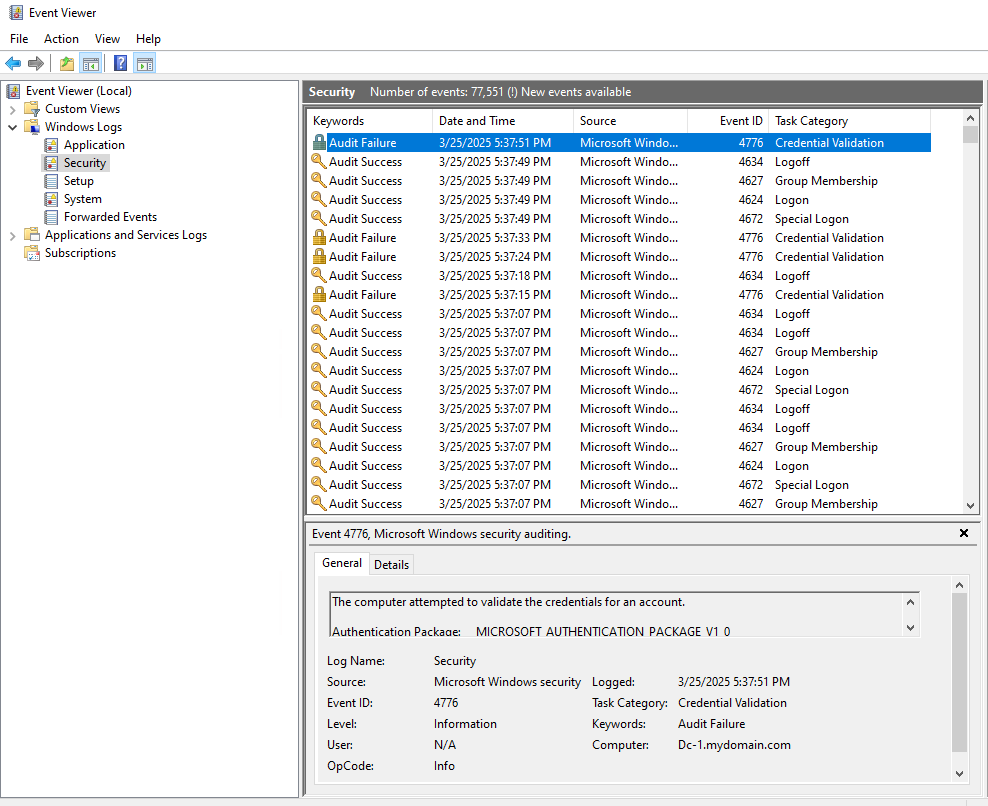 Event Viewer
File Action View Help
Event Viewer (Local)
Custom Views
Windows Logs
Application
Security
Setup
System
Forwarded Events
Applications and Services Logs
Subscriptions
Security Number of events: 77,551 (!) New events available
Keywords Date and Time Source Event ID Task Category
Audit Failure 3/25/2025 5:37:51 PM Microsoft Windo... 4776 Credential Validation
Audit Success 3/25/2025 5:37:49 PM Microsoft Windo... 4634 Logoff
Audit Success 3/25/2025 5:37:49 PM Microsoft Windo... 4627 Group Membership
Audit Success 3/25/2025 5:37:49 PM Microsoft Windo... 4624 Logon
Audit Success 3/25/2025 5:37:49 PM Microsoft Windo... 4672 Special Logon
Audit Failure 3/25/2025 5:37:33 PM Microsoft Windo... 4776 Credential Validation
Audit Failure 3/25/2025 5:37:24 PM Microsoft Windo... 4776 Credential Validation
Audit Success 3/25/2025 5:37:18 PM Microsoft Windo... 4634 Logoff
Audit Failure 3/25/2025 5:37:15 PM Microsoft Windo... 4776 Credential Validation
Audit Success 3/25/2025 5:37:07 PM Microsoft Windo... 4634 Logoff
Audit Success 3/25/2025 5:37:07 PM Microsoft Windo... 4634 Logoff
Audit Success 3/25/2025 5:37:07 PM Microsoft Windo... 4627 Group Membership
Audit Success 3/25/2025 5:37:07 PM Microsoft Windo... 4624 Logon
Audit Success 3/25/2025 5:37:07 PM Microsoft Windo... 4672 Special Logon
Audit Success 3/25/2025 5:37:07 PM Microsoft Windo... 4634 Logoff
Audit Success 3/25/2025 5:37:07 PM Microsoft Windo... 4634 Logoff
Audit Success 3/25/2025 5:37:07 PM Microsoft Windo... 4627 Group Membership
Audit Success 3/25/2025 5:37:07 PM Microsoft Windo... 4624 Logon
Audit Success 3/25/2025 5:37:07 PM Microsoft Windo... 4672 Special Logon
Audit Success 3/25/2025 5:37:07 PM Microsoft Windo... 4627 Group Membership
Event 4776, Microsoft Windows security auditing.
General Details
The computer attempted to validate the credentials for an account.
Authentication Package: MICROSOFT_AUTHENTICATION_PACKAGE_V1_0
Log Name: Security
Source: Microsoft Windows security Logged: 3/25/2025 5:37:51 PM
Event ID: 4776 Task Category: Credential Validation
Level: Information Keywords: Audit Failure
User: N/A Computer: Dc-1.mydomain.com
OpCode: Info